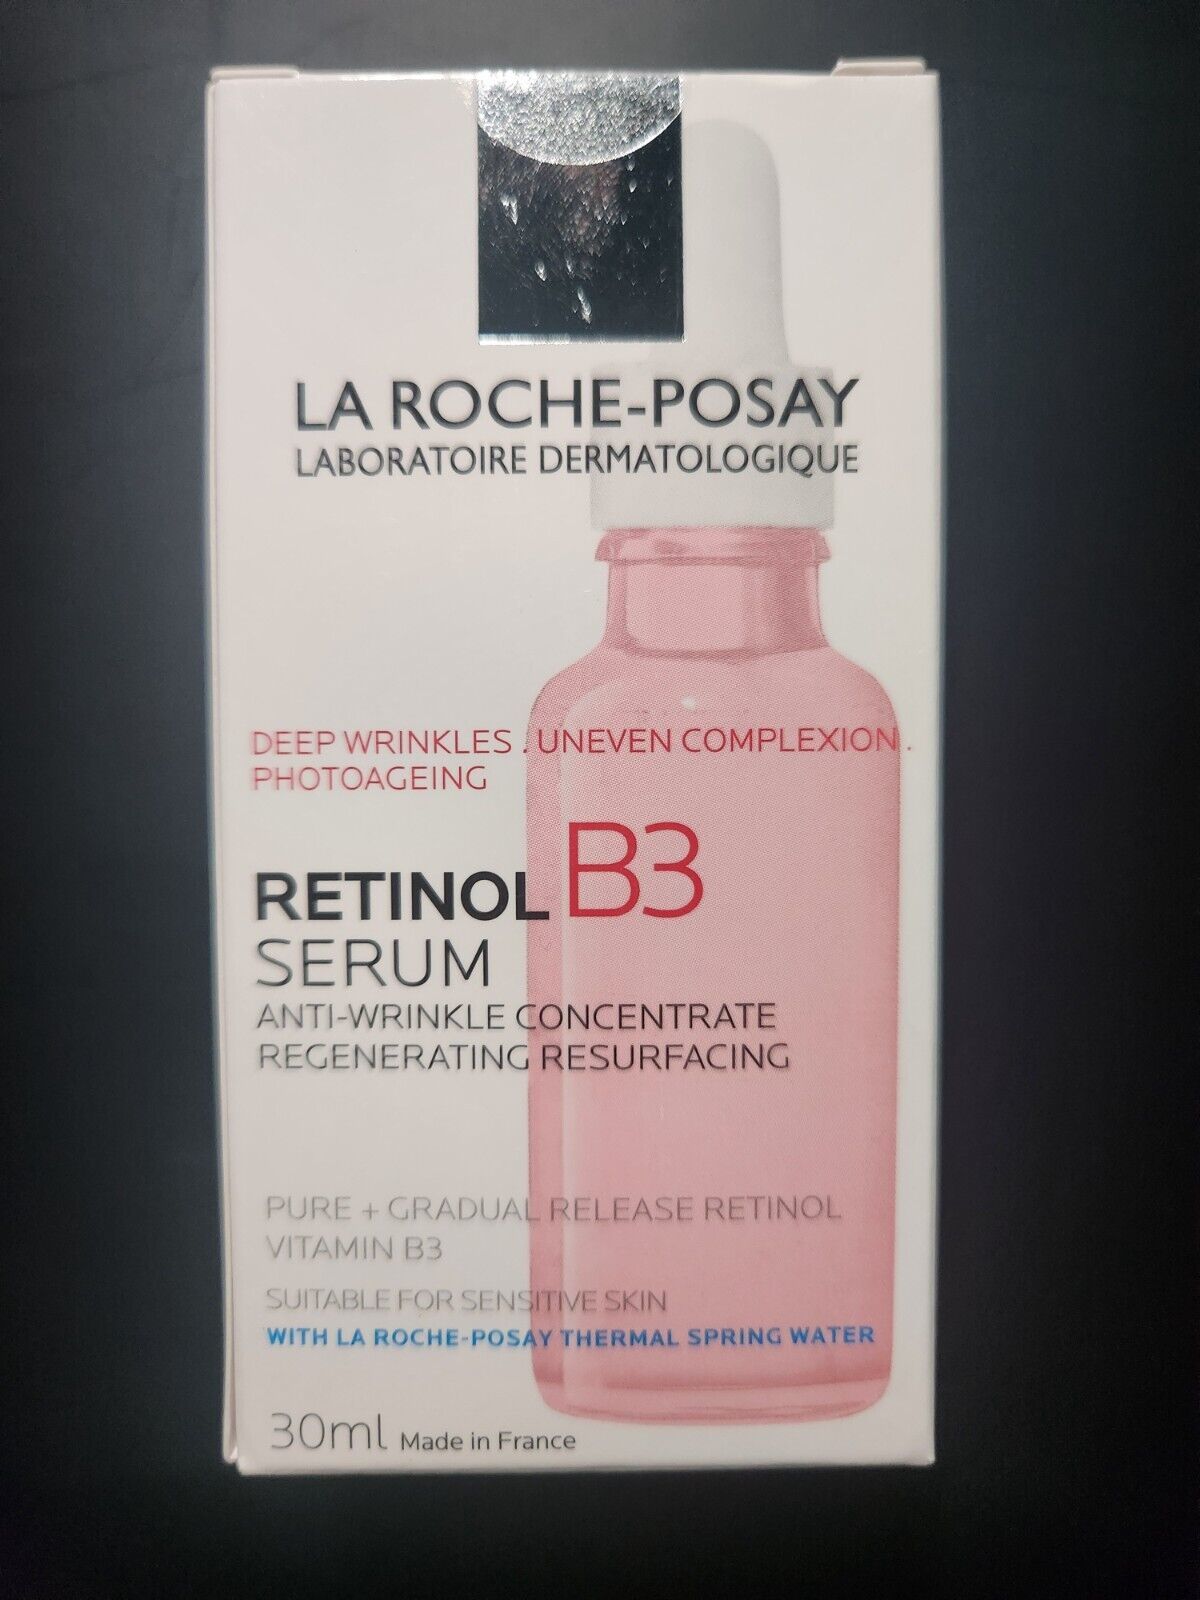 LA ROCHE-POSAY
LABORATOIRE DERMATOLOGIQUE
DEEP WRINKLES . UNEVEN COMPLEXION .
PHOTOAGEING
RETINOL B3
SERUM
ANTI-WRINKLE CONCENTRATE
REGENERATING RESURFACING
PURE + GRADUAL RELEASE RETINOL
VITAMIN B3
SUITABLE FOR SENSITIVE SKIN
WITH LA ROCHE-POSAY THERMAL SPRING WATER
30ml Made in France